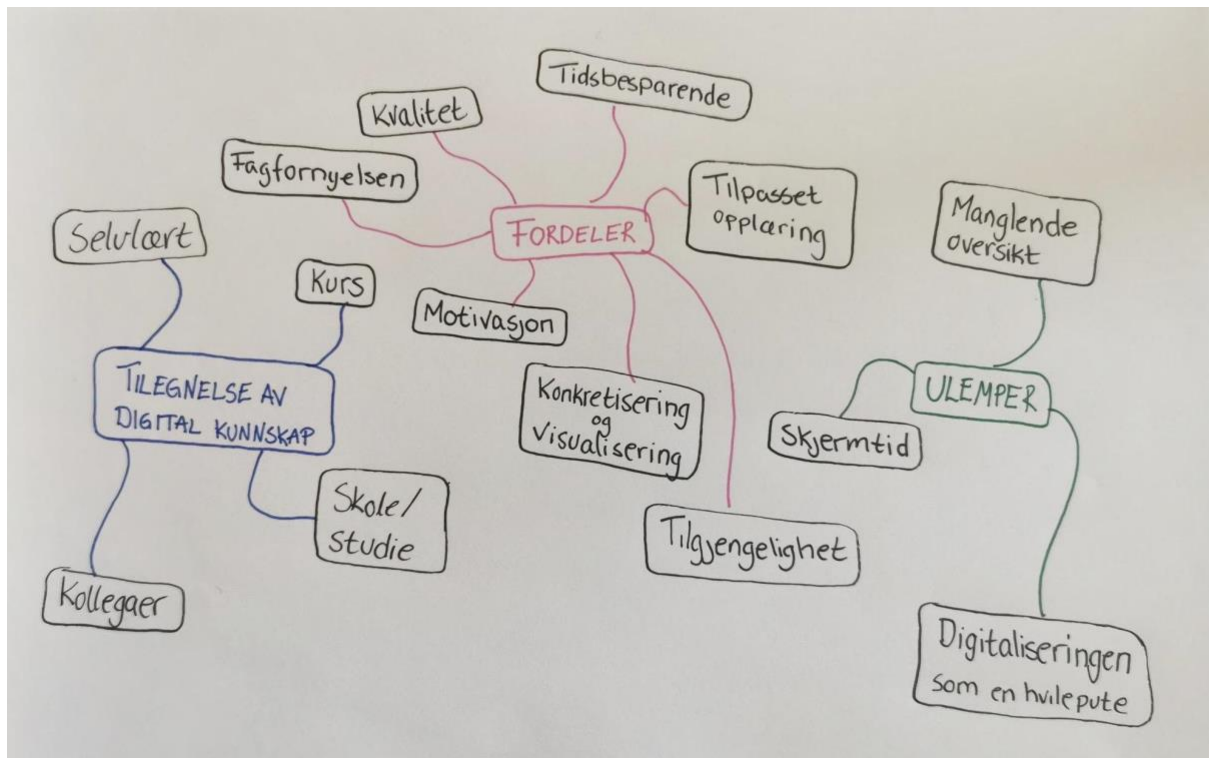 Tidsbesparende
Kvalitet
Fagfornyelsen
Tilpasset
opplæring
FORDELER
Motivasjon
Konkretisering
og
visualisering
Tilgjengelighet
Selvlært
Kurs
TILEGNELSE AV
DIGITAL KUNNSKAP
Skole/
studie
Kollegaer
Manglende
oversikt
ULEMPER
Skjermtid
Digitaliseringen
som en hvilepute